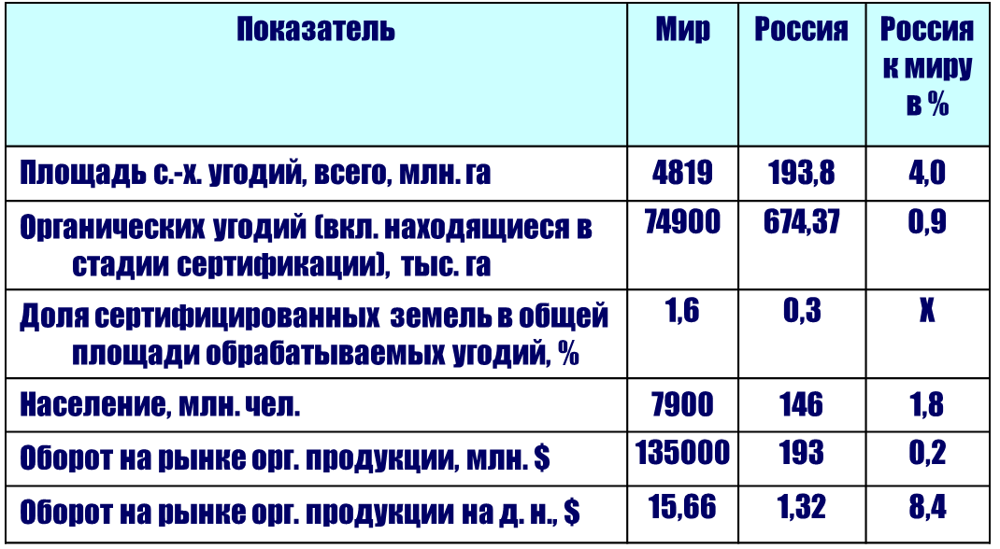 Показатель Мир Россия Россия
к миру
в %
Площадь с.-х. угодий, всего, млн. га 4819 193,8 4,0
Органических угодий (вкл. находящиеся в 74900 674,37 0,9
стадии сертификации), тыс. га
Доля сертифицированных земель в общей 1,6 0,3 Х
площади обрабатываемых угодий, %
Население, млн. чел. 7900 146 1,8
Оборот на рынке орг. продукции, млн. $ 135000 193 0,2
Оборот на рынке орг. продукции на д. н., $ 15,66 1,32 8,4